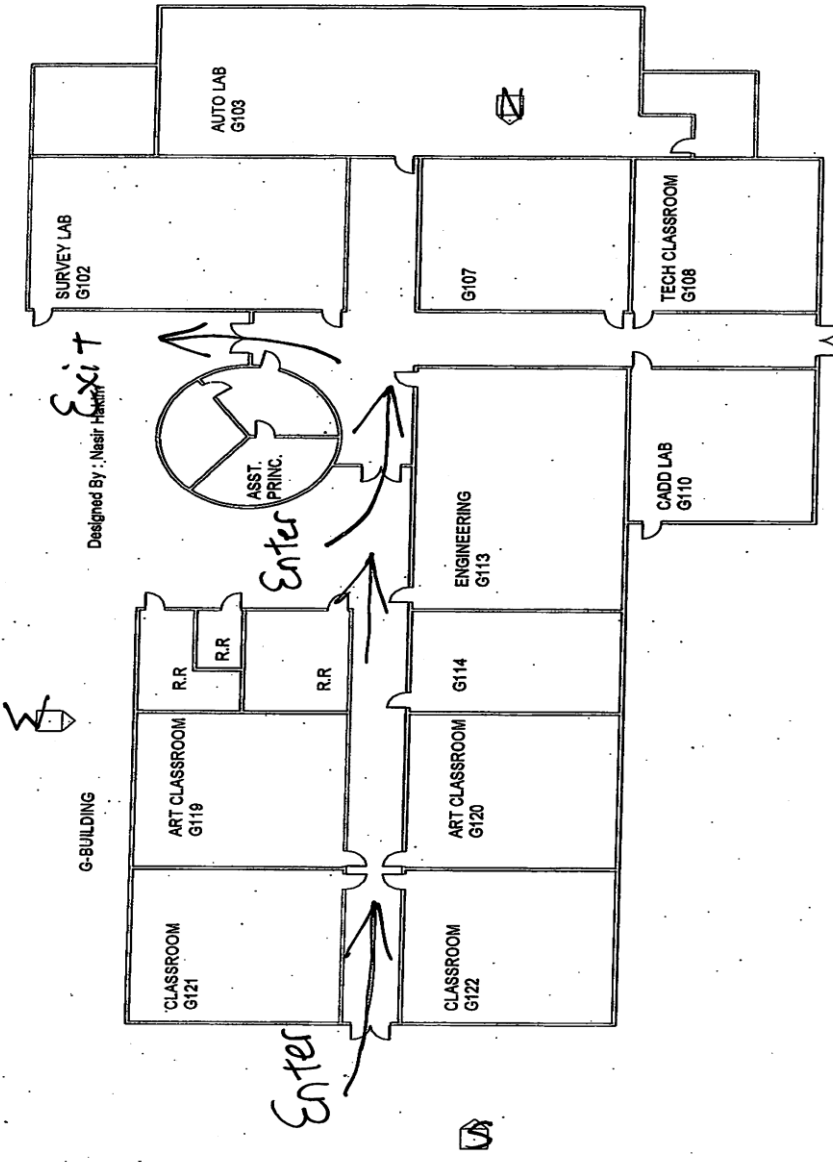 W
Exit
Designed By : Nasir Hakim
G-BUILDING
SURVEY LAB
G102
AUTO LAB
G103
R.R
R.R
R.R
ART CLASSROOM
G119
CLASSROOM
G121
ASST.
PRINC.
Enter
Enter
CLASSROOM
G122
ART CLASSROOM
G120
G114
ENGINEERING
G113
G107
N
S
CADD LAB
G110
TECH CLASSROOM
G108